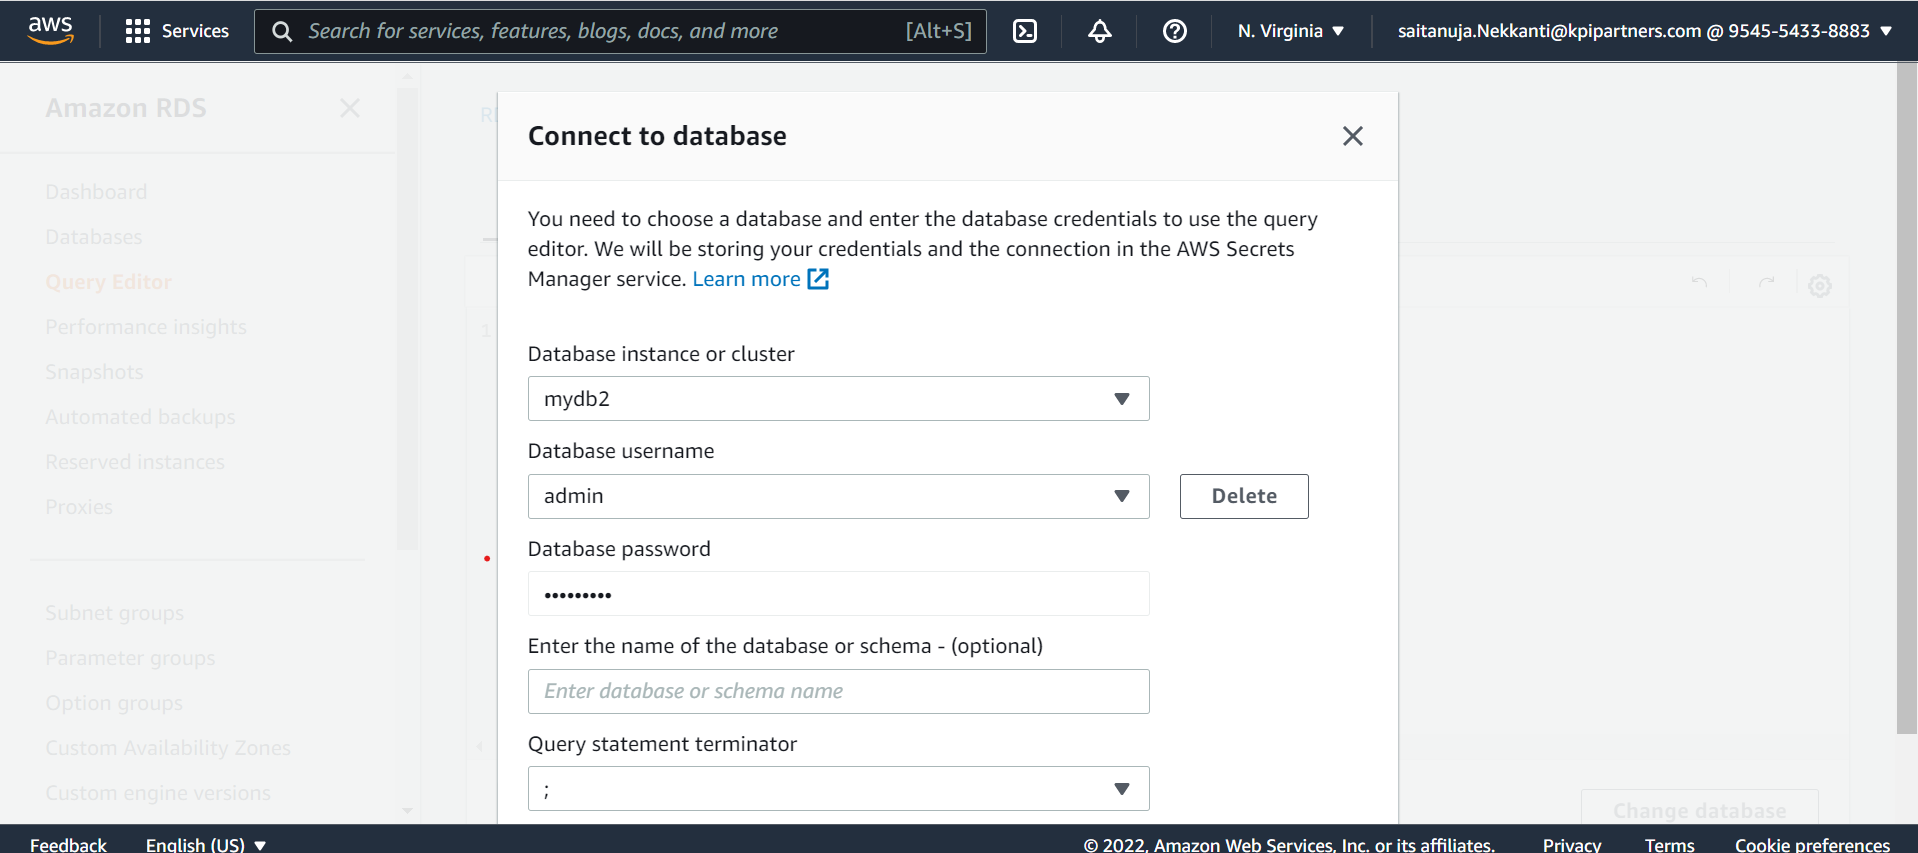 aws
Services
Search for services, features, blogs, docs, and more [Alt+S]
N. Virginia ▼
saitanuja.Nekkanti@kpipartners.com @ 9545-5433-8883 ▼
Amazon RDS
Dashboard
Databases
Query Editor
Performance insights
Snapshots
Automated backups
Reserved instances
Proxies
Subnet groups
Parameter groups
Option groups
Custom Availability Zones
Custom engine versions
1
Connect to database
You need to choose a database and enter the database credentials to use the query
editor. We will be storing your credentials and the connection in the AWS Secrets
Manager service. Learn more
Database instance or cluster
mydb2
Database username
admin
Delete
Database password
•••••••••
Enter the name of the database or schema - (optional)
Enter database or schema name
Query statement terminator
;
Change database
Feedback
English (US) ▼
© 2022, Amazon Web Services, Inc. or its affiliates.
Privacy
Terms
Cookie preferences